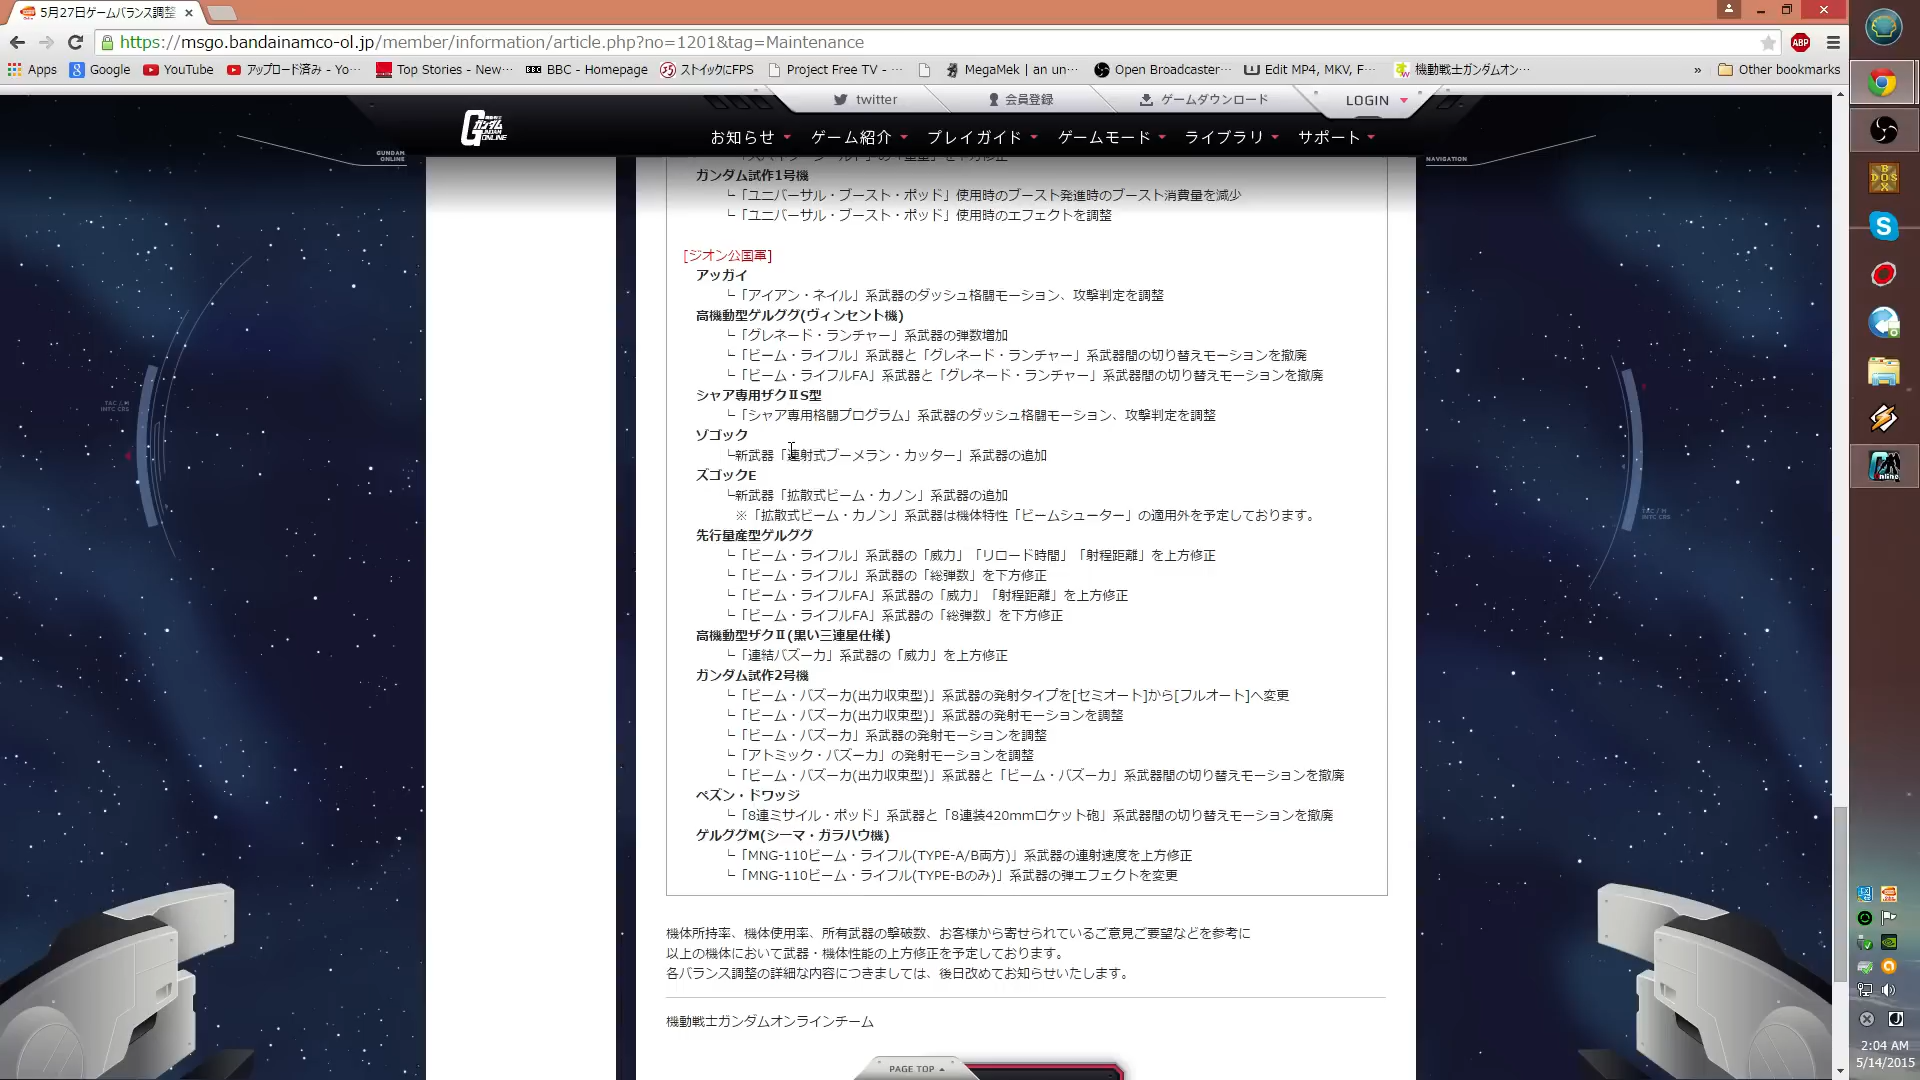 5月27日ゲームバランス調整
https://msgo.bandainamco-ol.jp/member/information/article.php?no=1201&tag=Maintenance
ABP
Apps Google YouTube アップロード済み - Yo… Top Stories - New… BBC - Homepage ストイックにFPS Project Free TV - … MegaMek | an un… Open Broadcaster… Edit MP4, MKV, F… 機動戦士ガンダムオン… » Other bookmarks
twitter 会員登録 ゲームダウンロード LOGIN
機動戦士 ガンダム GUNDAM ONLINE
お知らせ ゲーム紹介 プレイガイド ゲームモード ライブラリ サポート
GUNDAM ONLINE
NAVIGATION
ガンダム試作1号機
└「ユニバーサル・ブースト・ポッド」使用時のブースト発進時のブースト消費量を減少
└「ユニバーサル・ブースト・ポッド」使用時のエフェクトを調整
[ジオン公国軍]
アッガイ
└「アイアン・ネイル」系武器のダッシュ格闘モーション、攻撃判定を調整
高機動型ゲルググ(ヴィンセント機)
└「グレネード・ランチャー」系武器の弾数増加
└「ビーム・ライフル」系武器と「グレネード・ランチャー」系武器間の切り替えモーションを撤廃
└「ビーム・ライフルFA」系武器と「グレネード・ランチャー」系武器間の切り替えモーションを撤廃
シャア専用ザクⅡS型
└「シャア専用格闘プログラム」系武器のダッシュ格闘モーション、攻撃判定を調整
ゾゴック
└新武器「連射式ブーメラン・カッター」系武器の追加
ズゴックE
└新武器「拡散式ビーム・カノン」系武器の追加
※「拡散式ビーム・カノン」系武器は機体特性「ビームシューター」の適用外を予定しております。
先行量産型ゲルググ
└「ビーム・ライフル」系武器の「威力」「リロード時間」「射程距離」を上方修正
└「ビーム・ライフル」系武器の「総弾数」を下方修正
└「ビーム・ライフルFA」系武器の「威力」「射程距離」を上方修正
└「ビーム・ライフルFA」系武器の「総弾数」を下方修正
高機動型ザクⅡ(黒い三連星仕様)
└「連結バズーカ」系武器の「威力」を上方修正
ガンダム試作2号機
└「ビーム・バズーカ(出力収束型)」系武器の発射タイプを[セミオート]から[フルオート]へ変更
└「ビーム・バズーカ(出力収束型)」系武器の発射モーションを調整
└「ビーム・バズーカ」系武器の発射モーションを調整
└「アトミック・バズーカ」の発射モーションを調整
└「ビーム・バズーカ(出力収束型)」系武器と「ビーム・バズーカ」系武器間の切り替えモーションを撤廃
ペズン・ドワッジ
└「8連ミサイル・ポッド」系武器と「8連装420mmロケット砲」系武器間の切り替えモーションを撤廃
ゲルググM(シーマ・ガラハウ機)
└「MNG-110ビーム・ライフル(TYPE-A/B両方)」系武器の連射速度を上方修正
└「MNG-110ビーム・ライフル(TYPE-Bのみ)」系武器の弾エフェクトを変更
機体所持率、機体使用率、所有武器の撃破数、お客様から寄せられているご意見ご要望などを参考に
以上の機体において武器・機体性能の上方修正を予定しております。
各バランス調整の詳細な内容につきましては、後日改めてお知らせいたします。
機動戦士ガンダムオンラインチーム
PAGE TOP
2:04 AM
5/14/2015